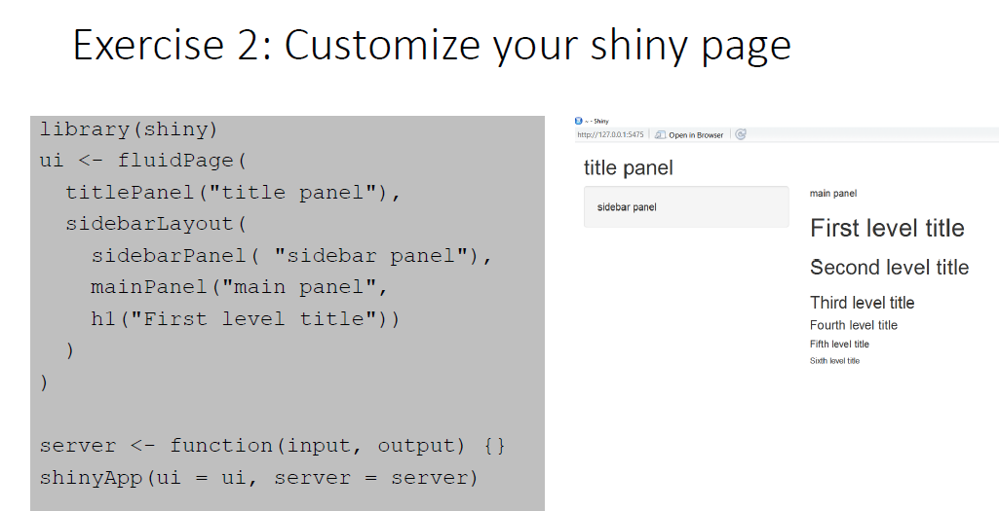 Exercise 2: Customize your shiny page
library(shiny)
ui <- fluidPage(
  titlePanel("title panel"),
  sidebarLayout(
    sidebarPanel( "sidebar panel"),
    mainPanel("main panel",
    h1("First level title"))
  )
)

server <- function(input, output) {}
shinyApp(ui = ui, server = server)
~ - Shiny
http://127.0.0.1:5475 Open in Browser
title panel
sidebar panel
main panel
First level title
Second level title
Third level title
Fourth level title
Fifth level title
Sixth level title